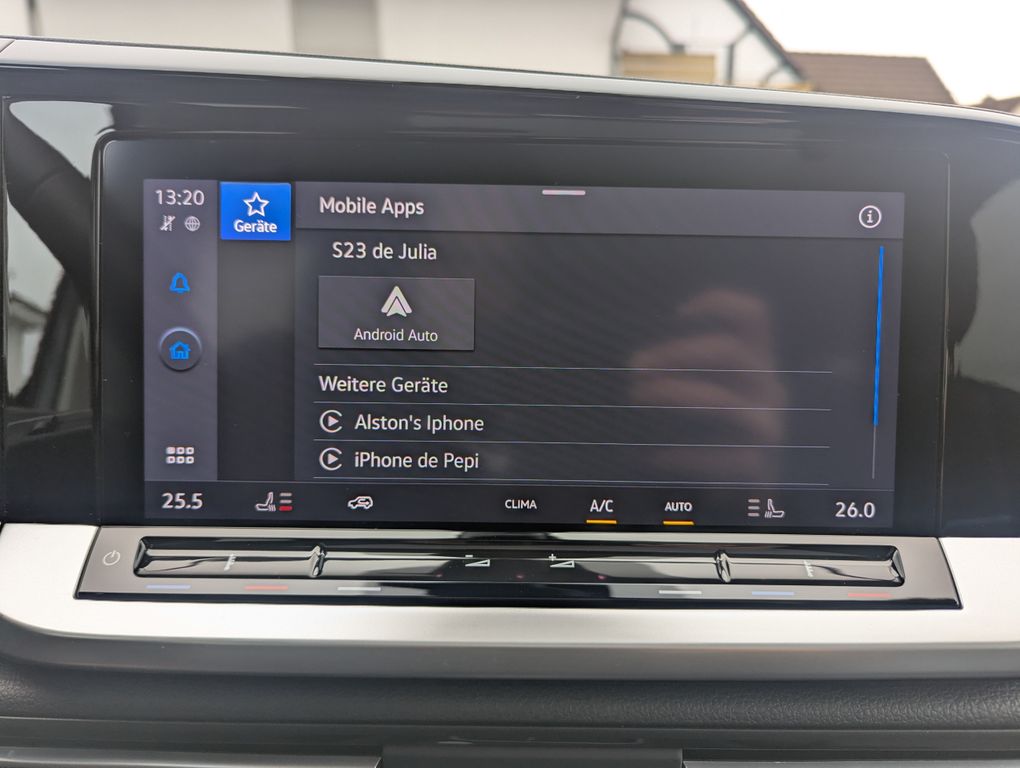 13:20
Geräte
Mobile Apps
S23 de Julia
Android Auto
Weitere Geräte
Alston's Iphone
iPhone de Pepi
25.5
CLIMA
A/C
AUTO
26.0